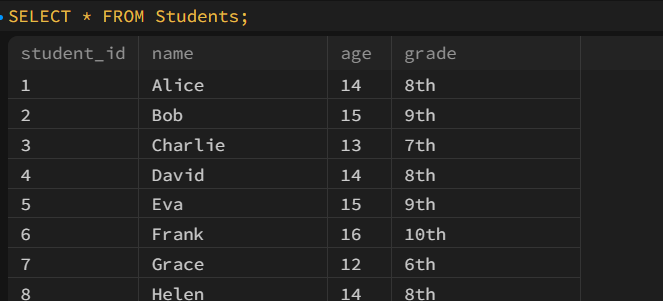 SELECT * FROM Students;
student_id name age grade
1 Alice 14 8th
2 Bob 15 9th
3 Charlie 13 7th
4 David 14 8th
5 Eva 15 9th
6 Frank 16 10th
7 Grace 12 6th
8 Helen 14 8th